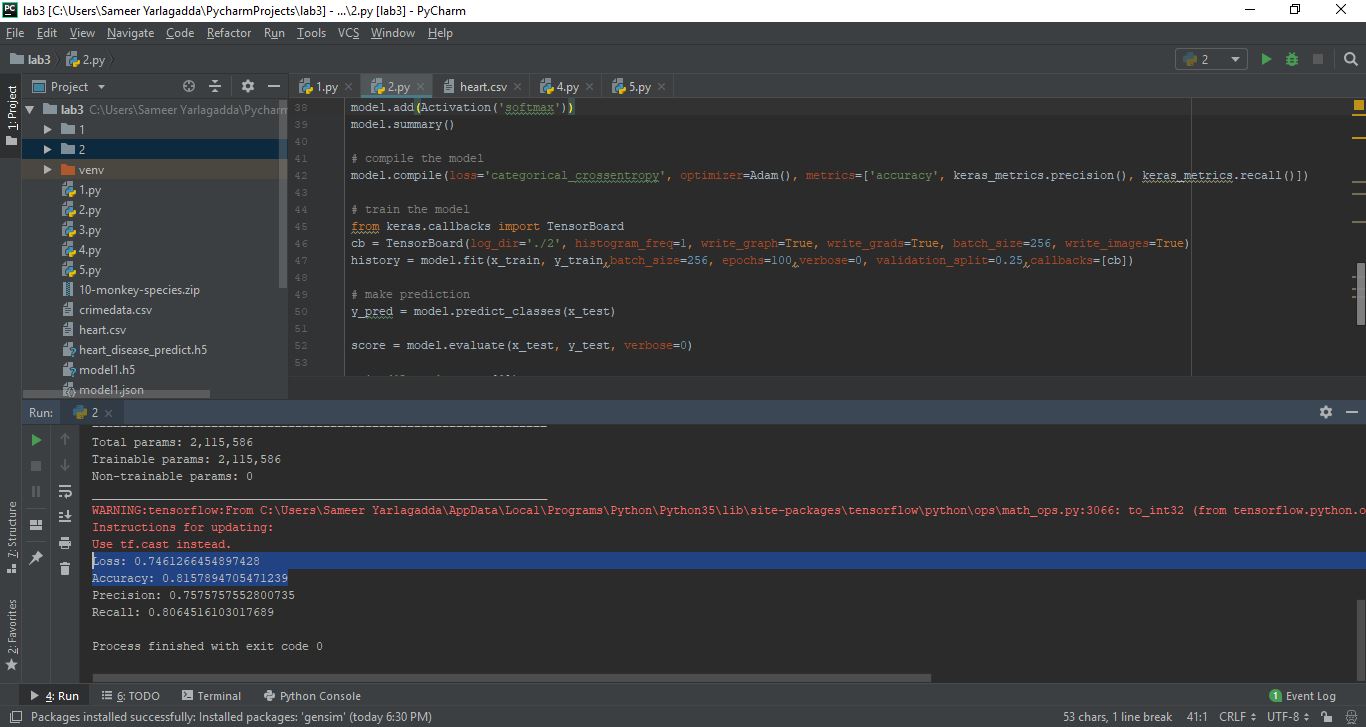 lab3 [C:\Users\Sameer Yarlagadda\PycharmProjects\lab3] - ...\2.py [lab3] - PyCharm
File Edit View Navigate Code Refactor Run Tools VCS Window Help
lab3 2.py 2
Project 1.py 2.py heart.csv 4.py 5.py
1: Project
lab3 C:\Users\Sameer Yarlagadda\Pycharm
1
2
venv
1.py
2.py
3.py
4.py
5.py
10-monkey-species.zip
crimedata.csv
heart.csv
heart_disease_predict.h5
model1.h5
model1.json
38 model.add(Activation('softmax'))
39 model.summary()
40
41 # compile the model
42 model.compile(loss='categorical_crossentropy', optimizer=Adam(), metrics=['accuracy', keras_metrics.precision(), keras_metrics.recall()])
43
44 # train the model
45 from keras.callbacks import TensorBoard
46 cb = TensorBoard(log_dir='./2', histogram_freq=1, write_graph=True, write_grads=True, batch_size=256, write_images=True)
47 history = model.fit(x_train, y_train,batch_size=256, epochs=100,verbose=0, validation_split=0.25,callbacks=[cb])
48
49 # make prediction
50 y_pred = model.predict_classes(x_test)
51
52 score = model.evaluate(x_test, y_test, verbose=0)
53
Run: 2
Total params: 2,115,586
Trainable params: 2,115,586
Non-trainable params: 0
WARNING:tensorflow:From C:\Users\Sameer Yarlagadda\AppData\Local\Programs\Python\Python35\lib\site-packages\tensorflow\python\ops\math_ops.py:3066: to_int32 (from tensorflow.python.o
Instructions for updating:
Use tf.cast instead.
Loss: 0.7461266454897428
Accuracy: 0.8157894705471239
Precision: 0.7575757552800735
Recall: 0.8064516103017689
Process finished with exit code 0
7: Structure
2: Favorites
4: Run 6: TODO Terminal Python Console 1 Event Log
Packages installed successfully: Installed packages: 'gensim' (today 6:30 PM) 53 chars, 1 line break 41:1 CRLF UTF-8